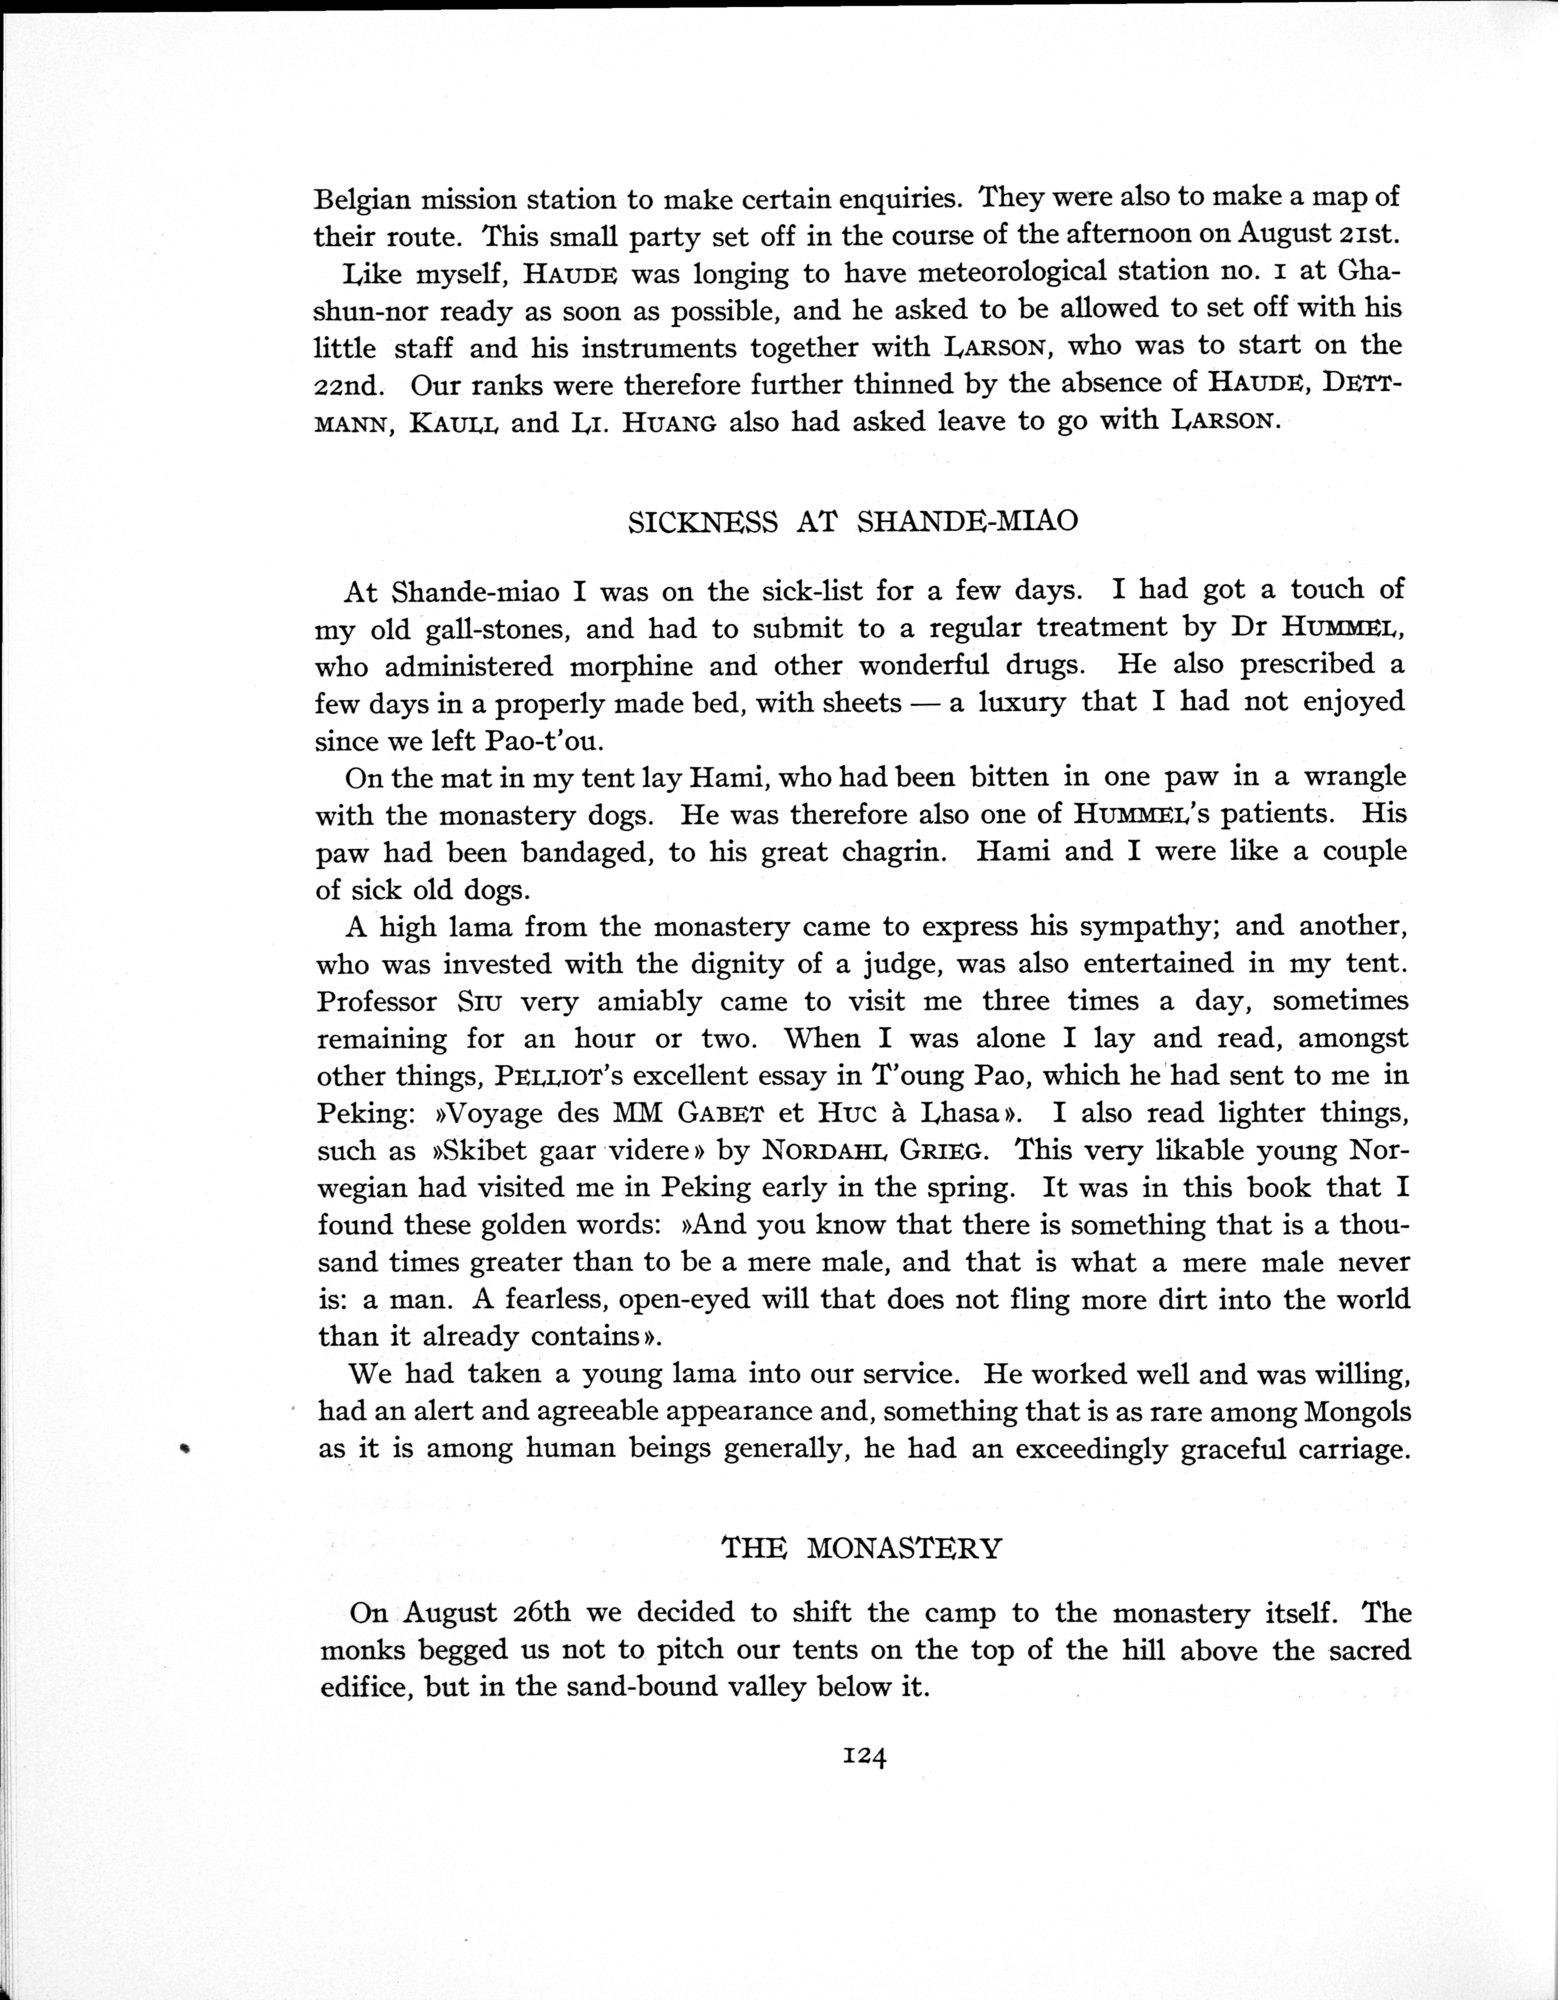 Belgian mission station to make certain enquiries. They were also to make a map of
their route. This small party set off in the course of the afternoon on August 21st.
Like myself, HAUDE was longing to have meteorological station no. 1 at Gha-
shun-nor ready as soon as possible, and he asked to be allowed to set off with his
little staff and his instruments together with LARSON, who was to start on the
22nd. Our ranks were therefore further thinned by the absence of HAUDE, DETT-
MANN, KAULL and LI. HUANG also had asked leave to go with LARSON.
SICKNESS AT SHANDE-MIAO
At Shande-miao I was on the sick-list for a few days. I had got a touch of
my old gall-stones, and had to submit to a regular treatment by Dr HUMMEL,
who administered morphine and other wonderful drugs. He also prescribed a
few days in a properly made bed, with sheets — a luxury that I had not enjoyed
since we left Pao-t'ou.
On the mat in my tent lay Hami, who had been bitten in one paw in a wrangle
with the monastery dogs. He was therefore also one of HUMMEL's patients. His
paw had been bandaged, to his great chagrin. Hami and I were like a couple
of sick old dogs.
A high lama from the monastery came to express his sympathy; and another,
who was invested with the dignity of a judge, was also entertained in my tent.
Professor SIU very amiably came to visit me three times a day, sometimes
remaining for an hour or two. When I was alone I lay and read, amongst
other things, PELLIOT's excellent essay in T'oung Pao, which he had sent to me in
Peking: »Voyage des MM GABET et HUC à Lhasa». I also read lighter things,
such as »Skibet gaar videre» by NORDAHL GRIEG. This very likable young Nor-
wegian had visited me in Peking early in the spring. It was in this book that I
found these golden words: »And you know that there is something that is a thou-
sand times greater than to be a mere male, and that is what a mere male never
is: a man. A fearless, open-eyed will that does not fling more dirt into the world
than it already contains».
We had taken a young lama into our service. He worked well and was willing,
had an alert and agreeable appearance and, something that is as rare among Mongols
as it is among human beings generally, he had an exceedingly graceful carriage.
THE MONASTERY
On August 26th we decided to shift the camp to the monastery itself. The
monks begged us not to pitch our tents on the top of the hill above the sacred
edifice, but in the sand-bound valley below it.
124